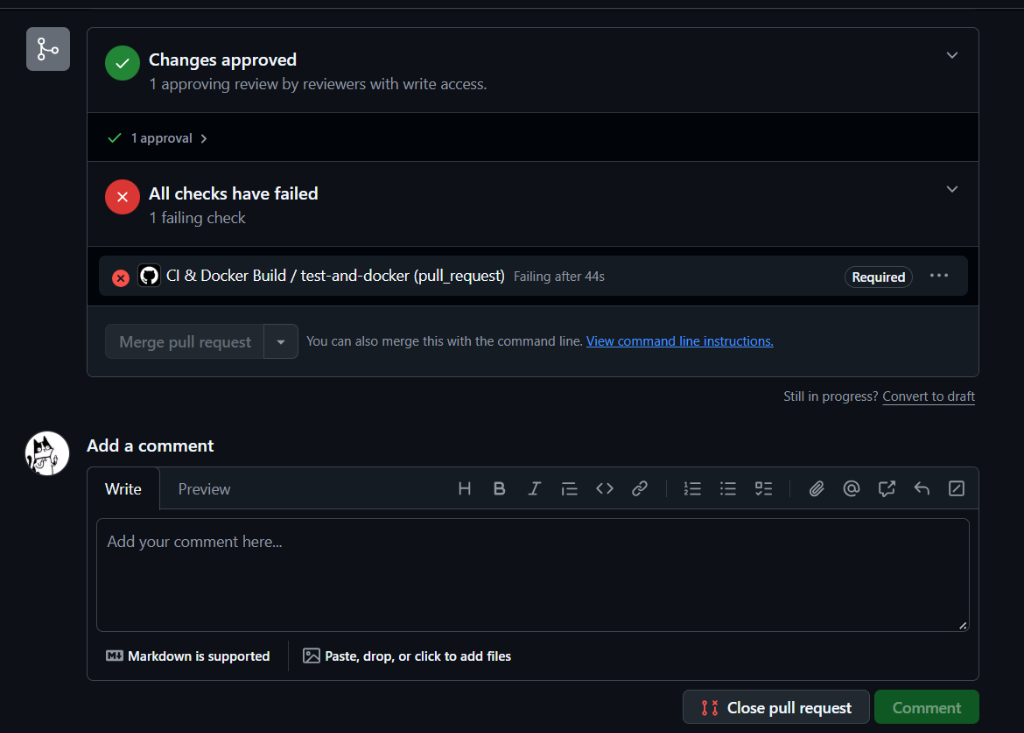 Changes approved
1 approving review by reviewers with write access.
1 approval
All checks have failed
1 failing check
CI & Docker Build / test-and-docker (pull_request) Failing after 44s Required
Merge pull request You can also merge this with the command line. View command line instructions.
Still in progress? Convert to draft
Add a comment
Write Preview
Add your comment here...
Markdown is supported Paste, drop, or click to add files
Close pull request Comment